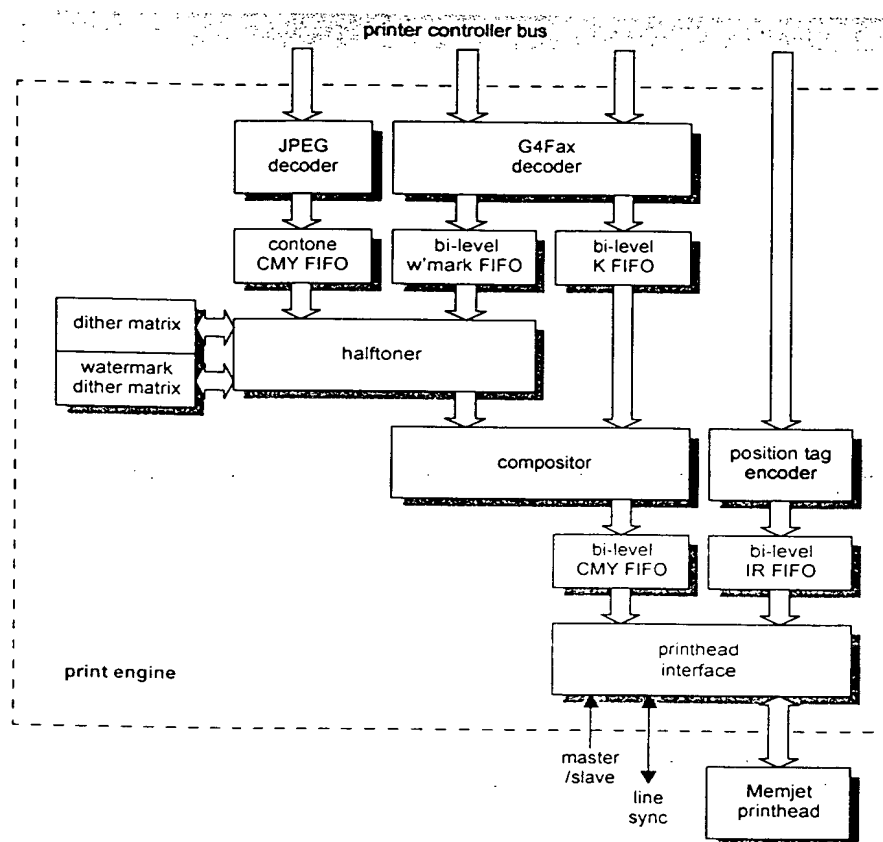 printer controller bus
JPEG
decoder
G4Fax
decoder
contone
CMY FIFO
bi-level
w'mark FIFO
bi-level
K FIFO
dither matrix
watermark
dither matrix
halftoner
compositor
position tag
encoder
bi-level
CMY FIFO
bi-level
IR FIFO
printhead
interface
print engine
master
/slave
line
sync
Memjet
printhead